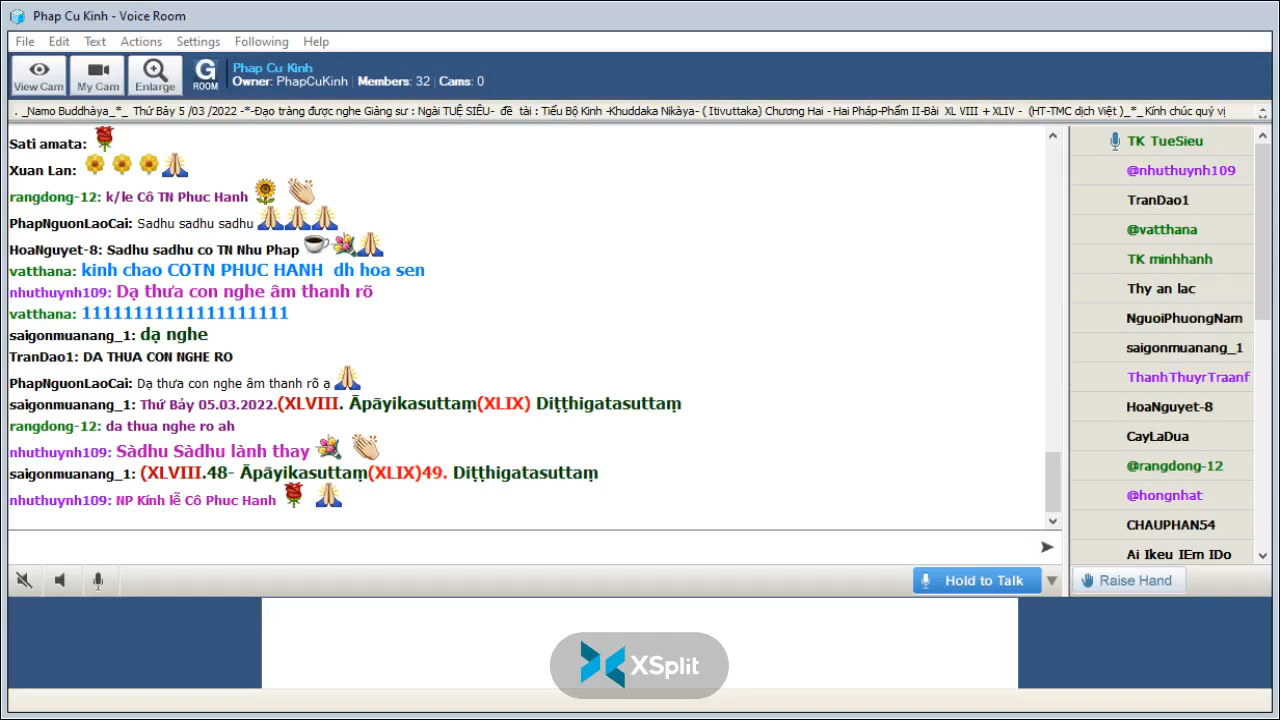 Phap Cu Kinh - Voice Room
File Edit Text Actions Settings Following Help
View Cam My Cam Enlarge G ROOM
Phap Cu Kinh
Owner: PhapCuKinh | Members: 32 | Cams: 0
. _Namo Buddhàya_*_ Thứ Bảy 5 /03 /2022 -*-Đạo tràng được nghe Giảng sư : Ngài TUỆ SIÊU- đề tài : Tiểu Bộ Kinh -Khuddaka Nikàya- ( Itivuttaka) Chương Hai - Hai Pháp-Phẩm II-Bài XL VIII + XLIV - (HT-TMC dịch Việt )_*_ Kính chúc quý vị
Sati amata:
Xuan Lan:
rangdong-12: k/le Cô TN Phuc Hanh
PhapNguonLaoCai: Sadhu sadhu sadhu
HoaNguyet-8: Sadhu sadhu co TN Nhu Phap
vatthana: kinh chao COTN PHUC HANH dh hoa sen
nhuthuynh109: Dạ thưa con nghe âm thanh rõ
vatthana: 11111111111111111111
saigonmuanang_1: dạ nghe
TranDao1: DA THUA CON NGHE RO
PhapNguonLaoCai: Dạ thưa con nghe âm thanh rõ ạ
saigonmuanang_1: Thứ Bảy 05.03.2022.(XLVIII. Āpāyikasuttaṃ(XLIX) Diṭṭhigatasuttaṃ
rangdong-12: da thua nghe ro ah
nhuthuynh109: Sàdhu Sàdhu lành thay
saigonmuanang_1: (XLVIII.48- Āpāyikasuttaṃ(XLIX)49. Diṭṭhigatasuttaṃ
nhuthuynh109: NP Kính lễ Cô Phuc Hanh
TK TueSieu
@nhuthuynh109
TranDao1
@vatthana
TK minhhanh
Thy an lac
NguoiPhuongNam
saigonmuanang_1
ThanhThuyrTraanf
HoaNguyet-8
CayLaDua
@rangdong-12
@hongnhat
CHAUPHAN54
Ai Ikeu IEm IDo
Hold to Talk
Raise Hand
XSplit